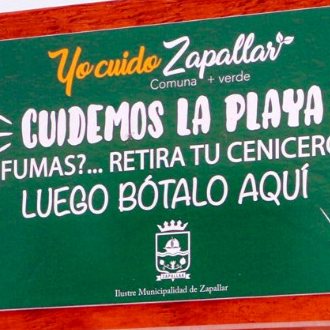 Yo cuido Zapallar
Comuna + verde
CUIDEMOS LA PLAYA
FUMAS?... RETIRA TU CENICERO
LUEGO BÓTALO AQUÍ
ZAPALLAR
Ilustre Municipalidad de Zapallar